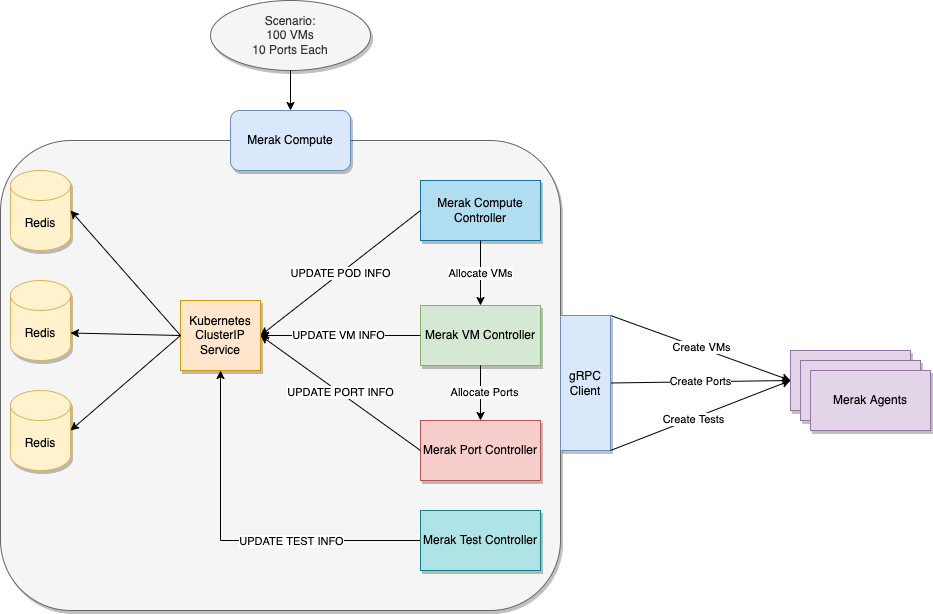 Scenario:
100 VMs
10 Ports Each
Merak Compute
Redis
Redis
Redis
Kubernetes
ClusterIP
Service
Merak Compute
Controller
UPDATE POD INFO
Allocate VMs
UPDATE VM INFO
Merak VM Controller
UPDATE PORT INFO
Allocate Ports
Merak Port Controller
UPDATE TEST INFO
Merak Test Controller
gRPC
Client
Create VMs
Create Ports
Create Tests
Merak Agents